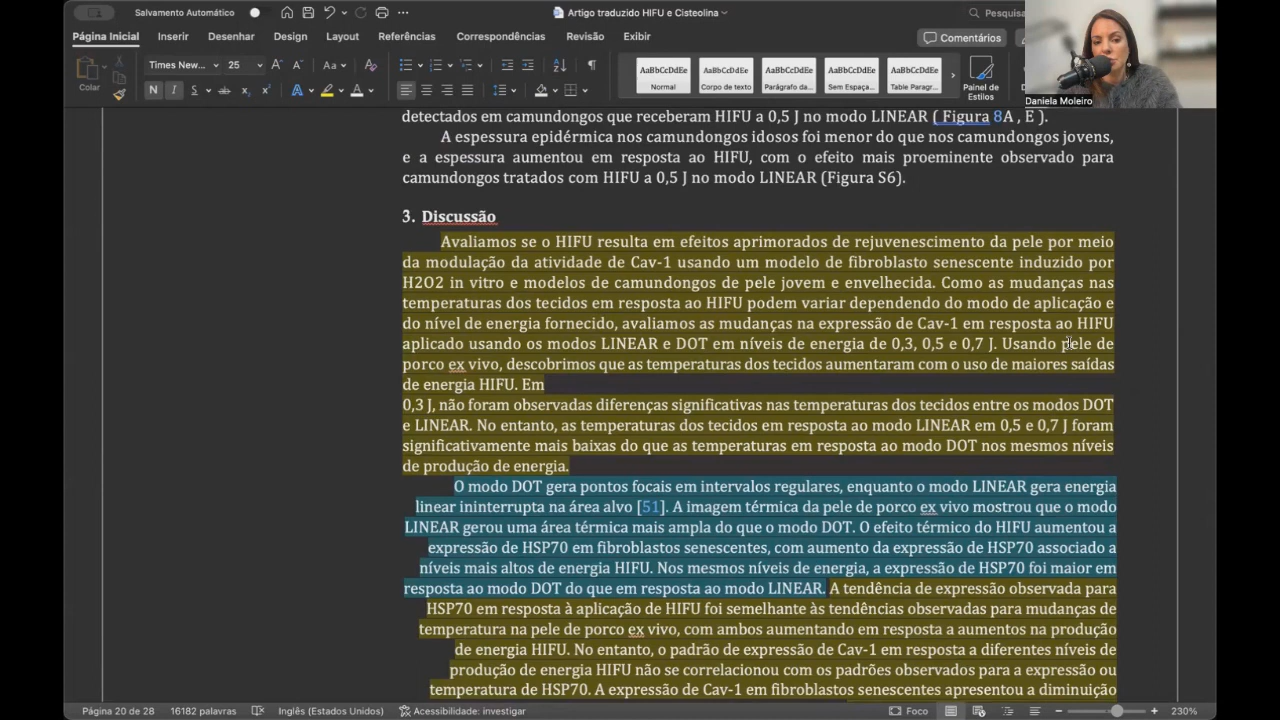 Salvamento Automático
Artigo traduzido HIFU e Cisteolina
Pesquisa
Página Inicial
Inserir
Desenhar
Design
Layout
Referências
Correspondências
Revisão
Exibir
Comentários
Colar
Times New...
25
Aa
N I S ab x₂ x²
AaBbCcDdEe
AaBbCcDdEe
AaBbCcDdEe
AaBbCcDdEe
AaBbCcDdEe
Normal
Corpo de texto
Parágrafo da...
Sem Espaça...
Table Paragr...
Painel de
Estilos
Daniela Moleiro
detectados em camundongos que receberam HIFU a 0,5 J no modo LINEAR ( Figura 8A , E ).
A espessura epidérmica nos camundongos idosos foi menor do que nos camundongos jovens,
e a espessura aumentou em resposta ao HIFU, com o efeito mais proeminente observado para
camundongos tratados com HIFU a 0,5 J no modo LINEAR (Figura S6).
3. Discussão
Avaliamos se o HIFU resulta em efeitos aprimorados de rejuvenescimento da pele por meio
da modulação da atividade de Cav-1 usando um modelo de fibroblasto senescente induzido por
H2O2 in vitro e modelos de camundongos de pele jovem e envelhecida. Como as mudanças nas
temperaturas dos tecidos em resposta ao HIFU podem variar dependendo do modo de aplicação e
do nível de energia fornecido, avaliamos as mudanças na expressão de Cav-1 em resposta ao HIFU
aplicado usando os modos LINEAR e DOT em níveis de energia de 0,3, 0,5 e 0,7 J. Usando pele de
porco ex vivo, descobrimos que as temperaturas dos tecidos aumentaram com o uso de maiores saídas
de energia HIFU. Em
0,3 J, não foram observadas diferenças significativas nas temperaturas dos tecidos entre os modos DOT
e LINEAR. No entanto, as temperaturas dos tecidos em resposta ao modo LINEAR em 0,5 e 0,7 J foram
significativamente mais baixas do que as temperaturas em resposta ao modo DOT nos mesmos níveis
de produção de energia.
O modo DOT gera pontos focais em intervalos regulares, enquanto o modo LINEAR gera energia
linear ininterrupta na área alvo [51]. A imagem térmica da pele de porco ex vivo mostrou que o modo
LINEAR gerou uma área térmica mais ampla do que o modo DOT. O efeito térmico do HIFU aumentou a
expressão de HSP70 em fibroblastos senescentes, com aumento da expressão de HSP70 associado a
níveis mais altos de energia HIFU. Nos mesmos níveis de energia, a expressão de HSP70 foi maior em
resposta ao modo DOT do que em resposta ao modo LINEAR. A tendência de expressão observada para
HSP70 em resposta à aplicação de HIFU foi semelhante às tendências observadas para mudanças de
temperatura na pele de porco ex vivo, com ambos aumentando em resposta a aumentos na produção
de energia HIFU. No entanto, o padrão de expressão de Cav-1 em resposta a diferentes níveis de
produção de energia HIFU não se correlacionou com os padrões observados para a expressão ou
temperatura de HSP70. A expressão de Cav-1 em fibroblastos senescentes apresentou a diminuição
Página 20 de 28
16182 palavras
Inglês (Estados Unidos)
Acessibilidade: investigar
Foco
230%